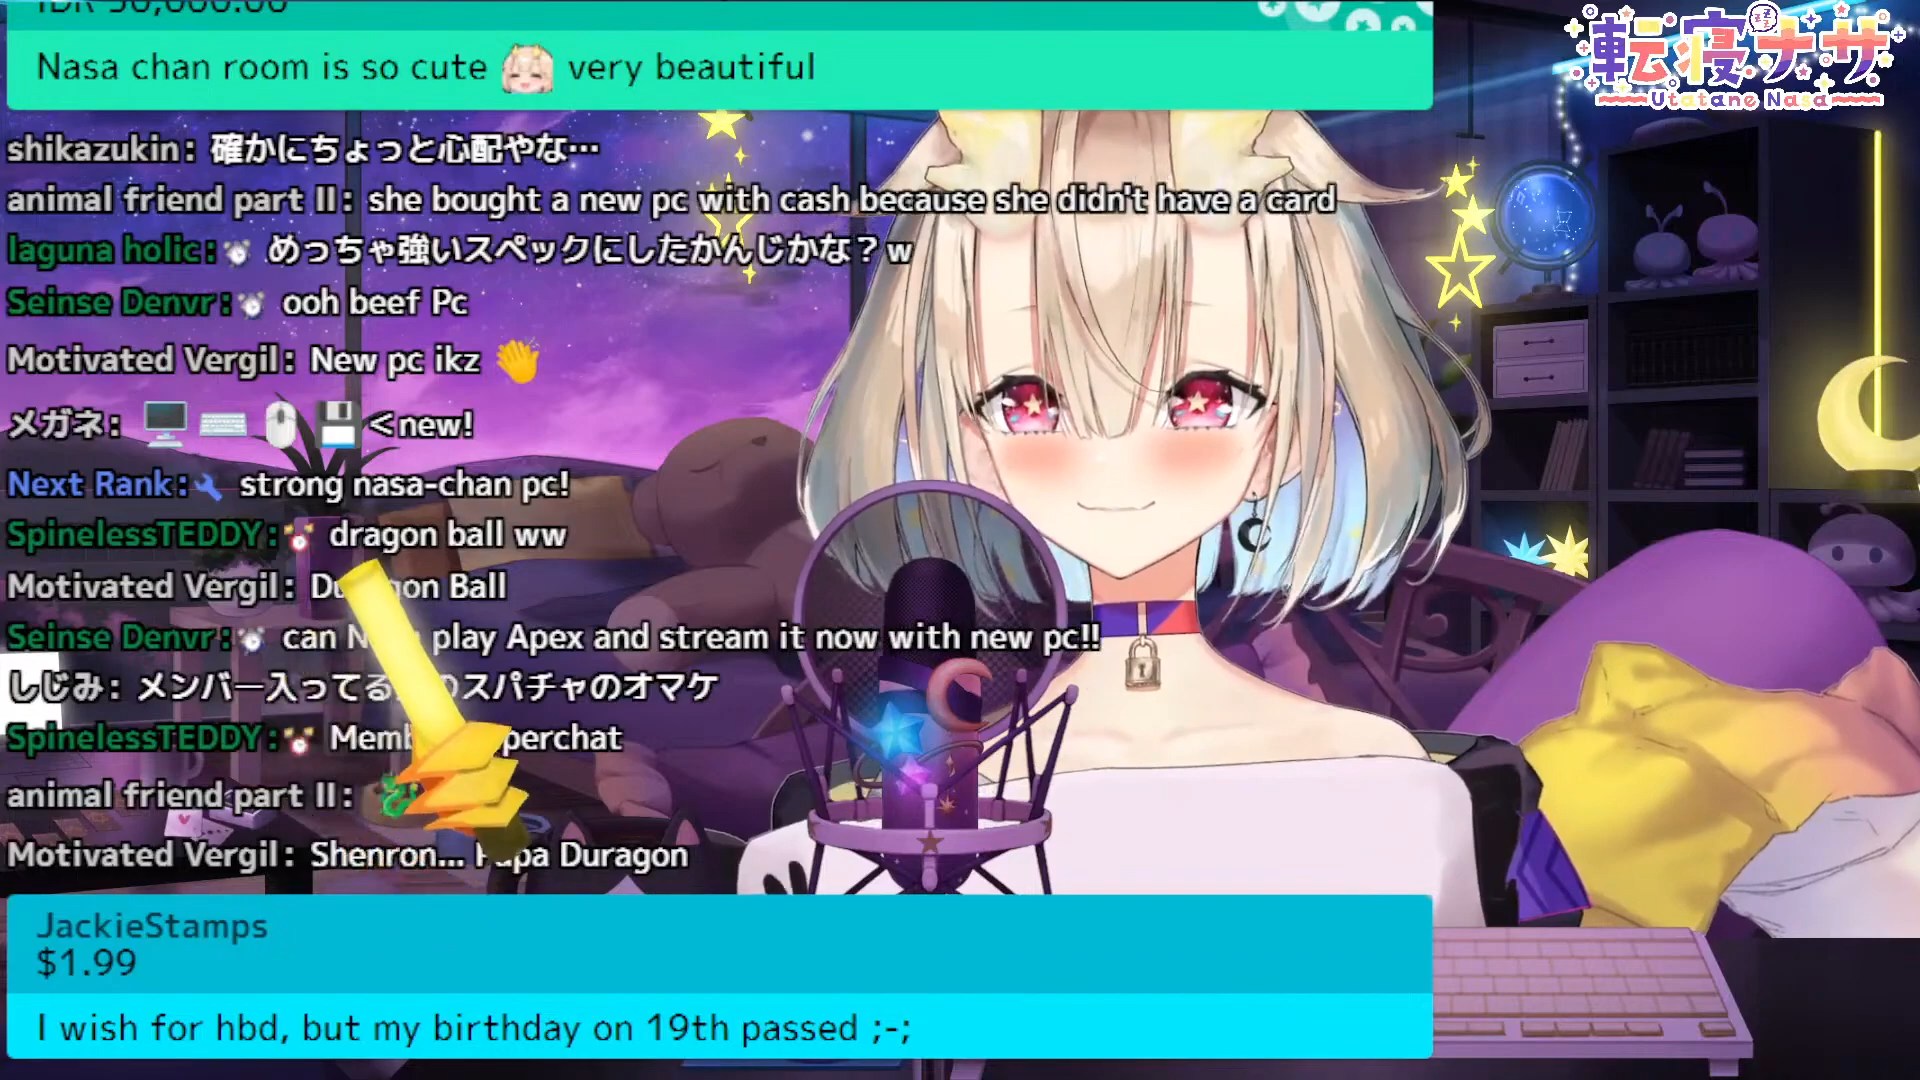 IDR 50,000.00
Nasa chan room is so cute very beautiful
転寝ナサ
Utatane Nasa
shikazukin: 確かにちょっと心配やな…
animal friend part II: she bought a new pc with cash because she didn't have a card
laguna holic: めっちゃ強いスペックにしたかんじかな？w
Seinse Denvr: ooh beef Pc
Motivated Vergil: New pc ikz 👏
メガネ: 🖥️⌨️🖱️💾<new!
Next Rank: strong nasa-chan pc!
SpinelessTEDDY: dragon ball ww
Motivated Vergil: Ball
Seinse Denvr: can play Apex and stream it now with new pc!!
しじみ: メンバー入ってる のスパチャのオマケ
SpinelessTEDDY:
animal friend part II: 🐉
Motivated Vergil: Shenron... Papa Duragon
JackieStamps
$1.99
I wish for hbd, but my birthday on 19th passed ;-;